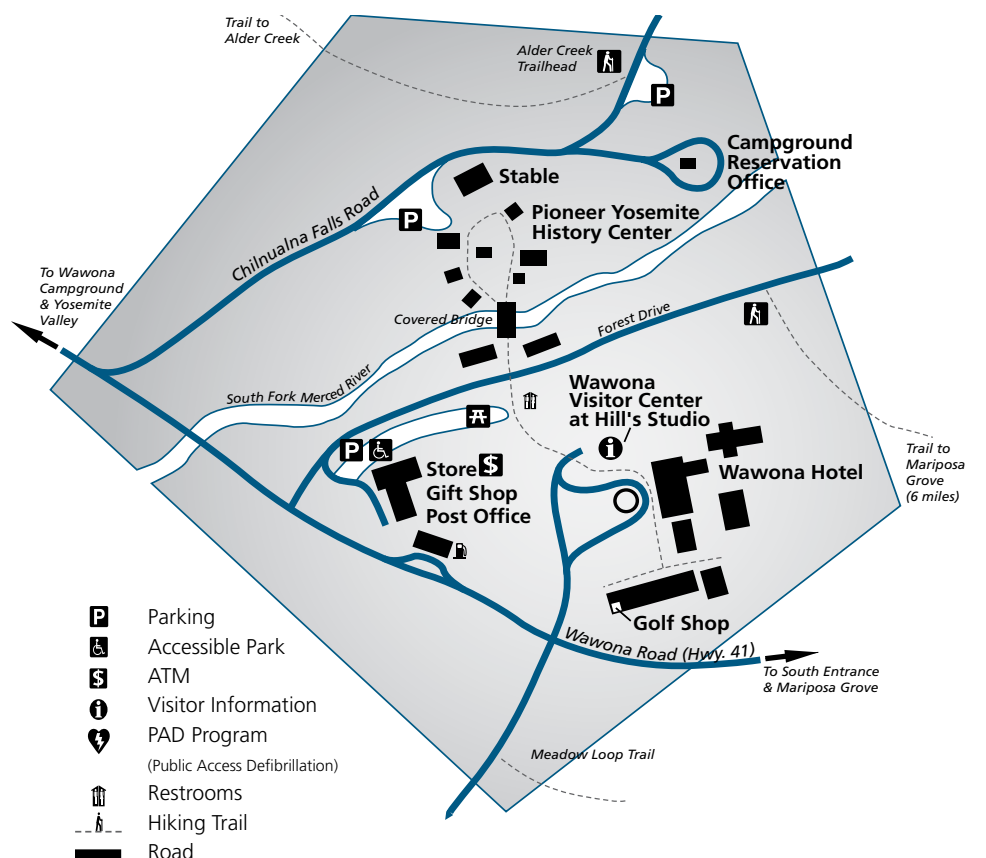 Trail to
Alder Creek
Alder Creek
Trailhead
P
Campground
Reservation
Office
Stable
Pioneer Yosemite
History Center
P
Chilnualna Falls Road
To Wawona
Campground
& Yosemite
Valley
Covered Bridge
Forest Drive
South Fork Merced River
Wawona
Visitor Center
at Hill's Studio
i
P
Store $
Gift Shop
Post Office
Wawona Hotel
Trail to
Mariposa
Grove
(6 miles)
Golf Shop
Wawona Road (Hwy. 41)
To South Entrance
& Mariposa Grove
Meadow Loop Trail
P Parking
Accessible Park
$ ATM
i Visitor Information
PAD Program
(Public Access Defibrillation)
Restrooms
Hiking Trail
Road